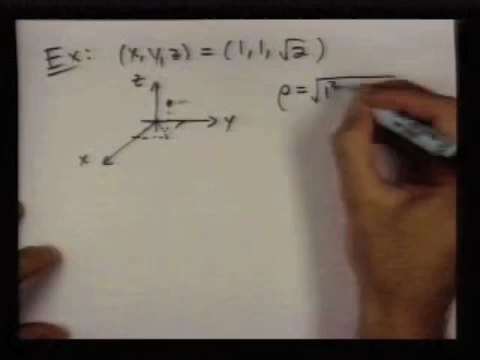 Ex: (x, y, z) = (1, 1, √2)
z
ρ = √1²
y
x